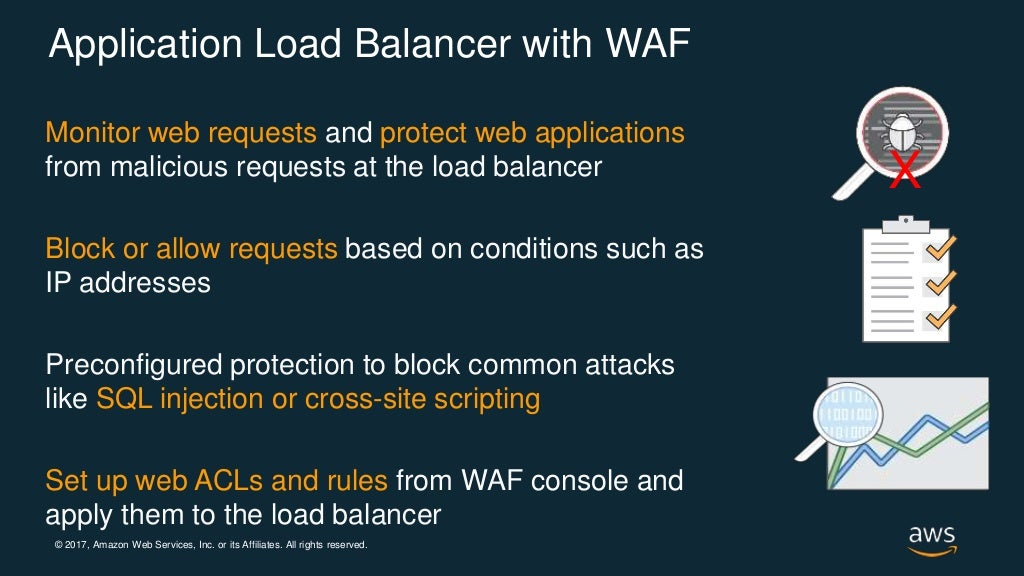 Application Load Balancer with WAF
Monitor web requests and protect web applications
from malicious requests at the load balancer
X
Block or allow requests based on conditions such as
IP addresses
Preconfigured protection to block common attacks
like SQL injection or cross-site scripting
Set up web ACLs and rules from WAF console and
apply them to the load balancer
© 2017, Amazon Web Services, Inc. or its Affiliates. All rights reserved.
aws